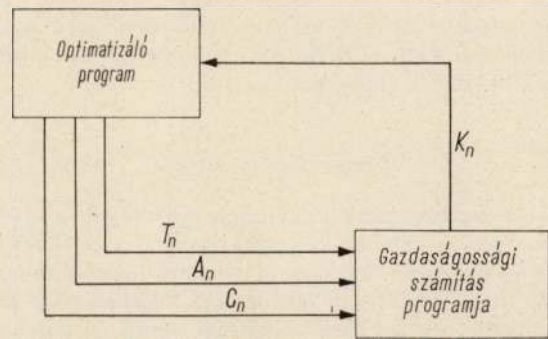 Optimatizáló
program
Kn
Tn
An
Cn
Gazdaságossági
számítás
programja